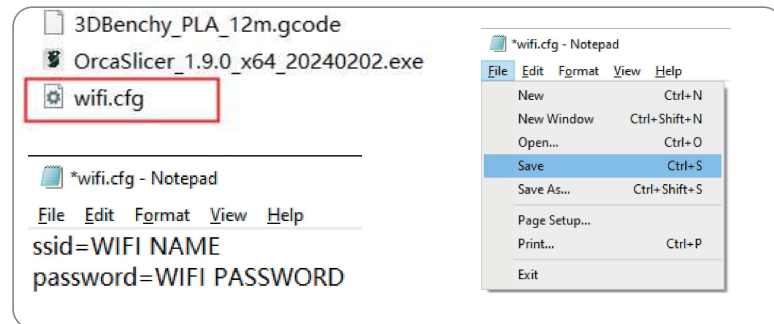 3DBenchy_PLA_12m.gcode
OrcaSlicer_1.9.0_x64_20240202.exe
wifi.cfg
*wifi.cfg - Notepad
File Edit Format View Help
ssid=WIFI NAME
password=WIFI PASSWORD
*wifi.cfg - Notepad
File Edit Format View Help
New Ctrl+N
New Window Ctrl+Shift+N
Open... Ctrl+O
Save Ctrl+S
Save As... Ctrl+Shift+S
Page Setup...
Print... Ctrl+P
Exit